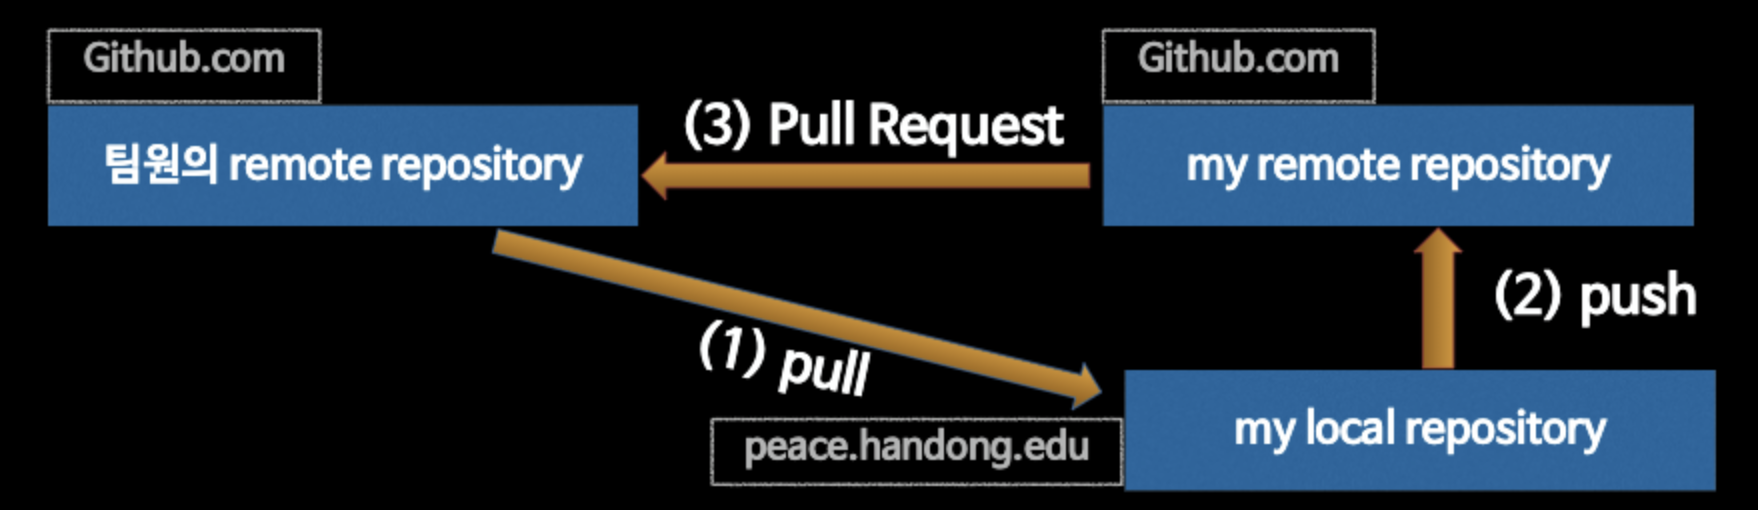 Github.com
Github.com
팀원의 remote repository
(3) Pull Request
my remote repository
(1) pull
(2) push
peace.handong.edu
my local repository